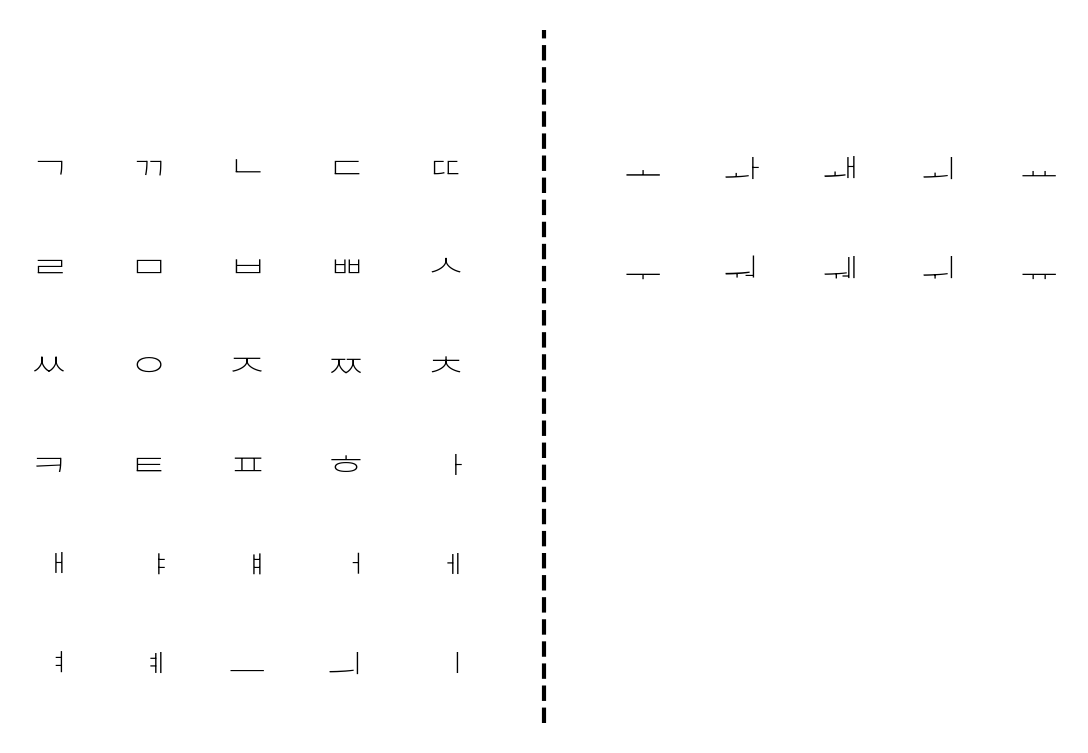 ㄱ ㄲ ㄴ ㄷ ㄸ
ㄹ ㅁ ㅂ ㅃ ㅅ
ㅆ ㅇ ㅈ ㅉ ㅊ
ㅋ ㅌ ㅍ ㅎ ㅏ
ㅐ ㅑ ㅒ ㅓ ㅔ
ㅕ ㅖ ㅡ ㅢ ㅣ
ㅗ ㅘ ㅙ ㅚ ㅛ
ㅜ ㅝ ㅞ ㅟ ㅠ